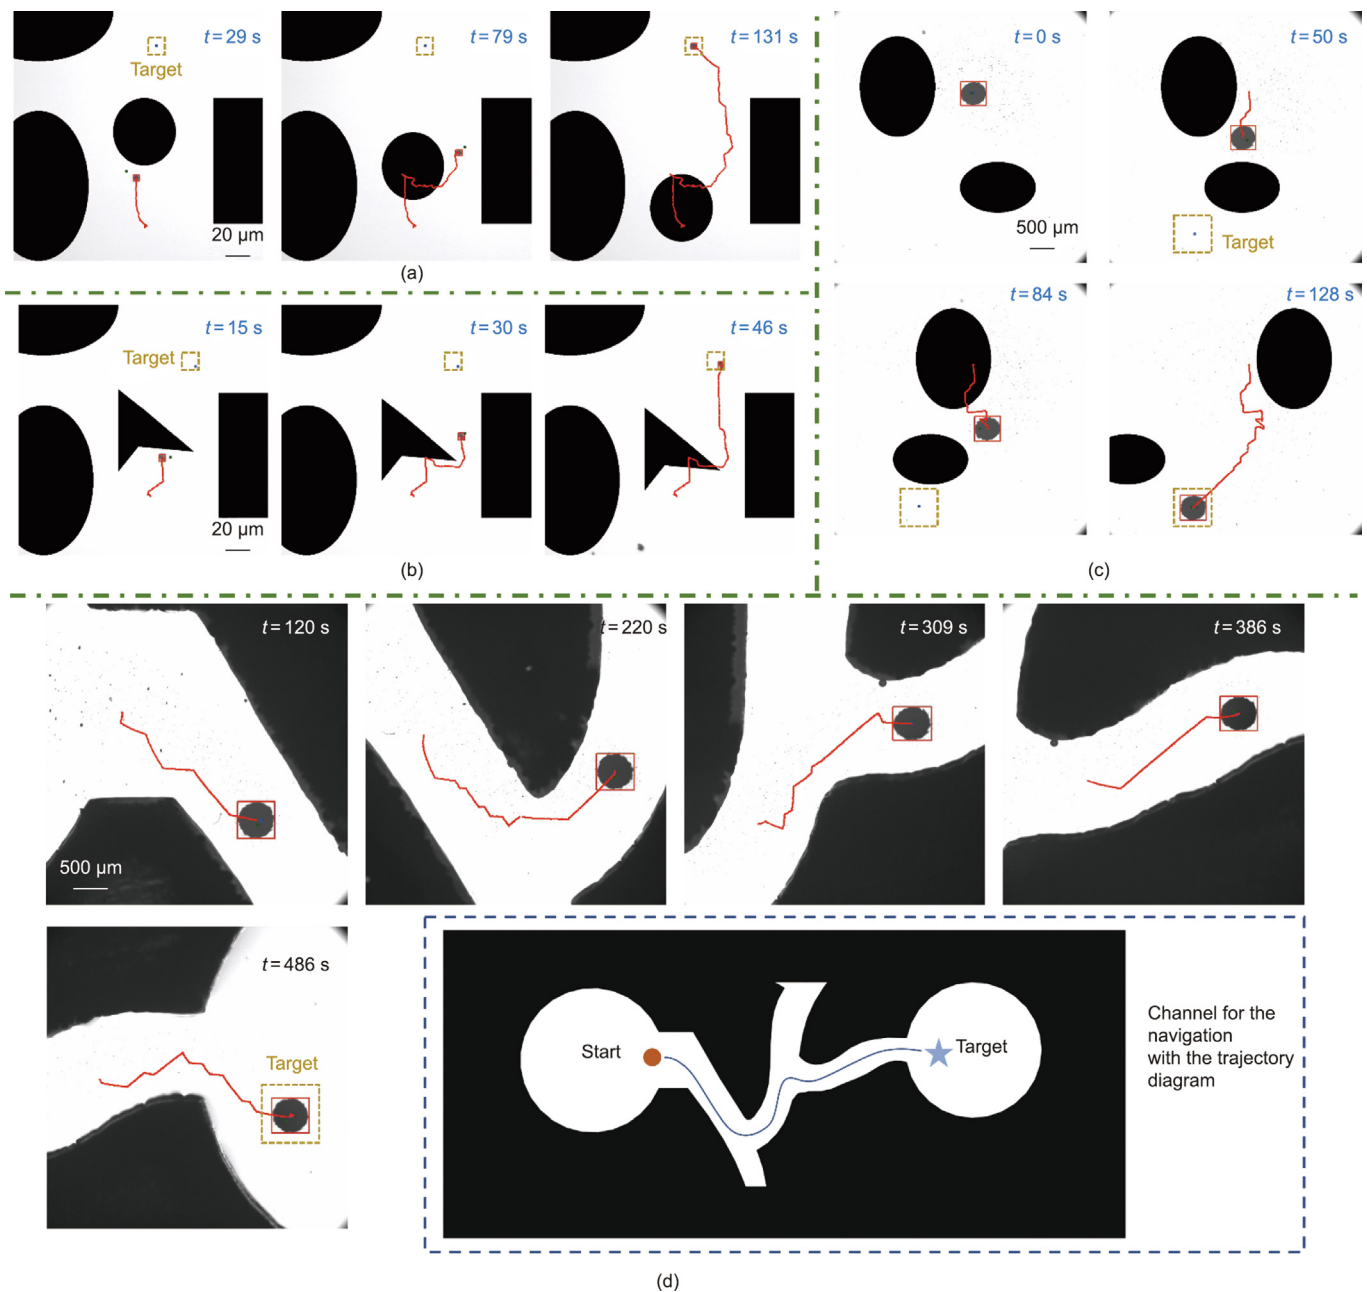 t = 29 s
Target
20 μm
t = 79 s
t = 131 s
(a)
t = 15 s
Target
20 μm
t = 30 s
t = 46 s
(b)
t = 0 s
500 μm
t = 50 s
Target
t = 84 s
t = 128 s
(c)
t = 120 s
500 μm
t = 220 s
t = 309 s
t = 386 s
t = 486 s
Target
Start
Target
Channel for the
navigation
with the trajectory
diagram
(d)